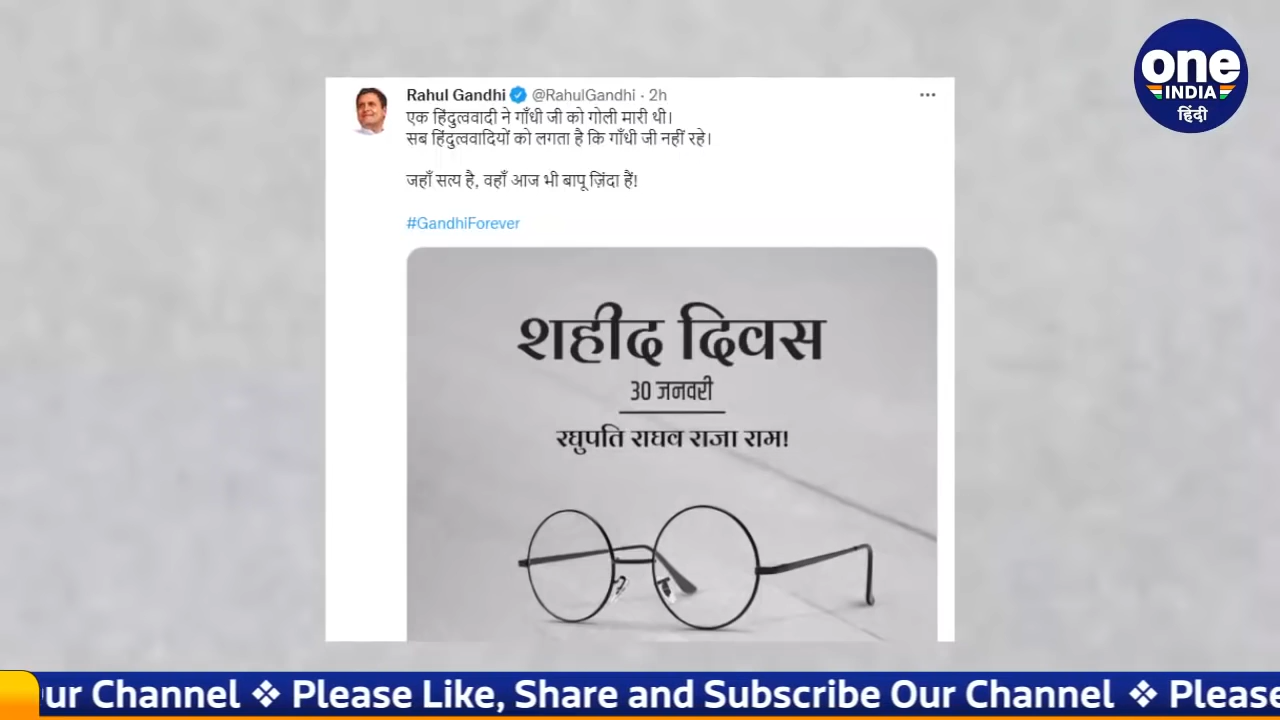 one
INDIA
हिंदी
Rahul Gandhi @RahulGandhi · 2h
एक हिंदुत्ववादी ने गाँधी जी को गोली मारी थी।
सब हिंदुत्ववादियों को लगता है कि गाँधी जी नहीं रहे।
जहाँ सत्य है, वहाँ आज भी बापू ज़िंदा हैं!
#GandhiForever
शहीद दिवस
30 जनवरी
रघुपति राघव राजा राम!
ur Channel ❖ Please Like, Share and Subscribe Our Channel ❖ Please